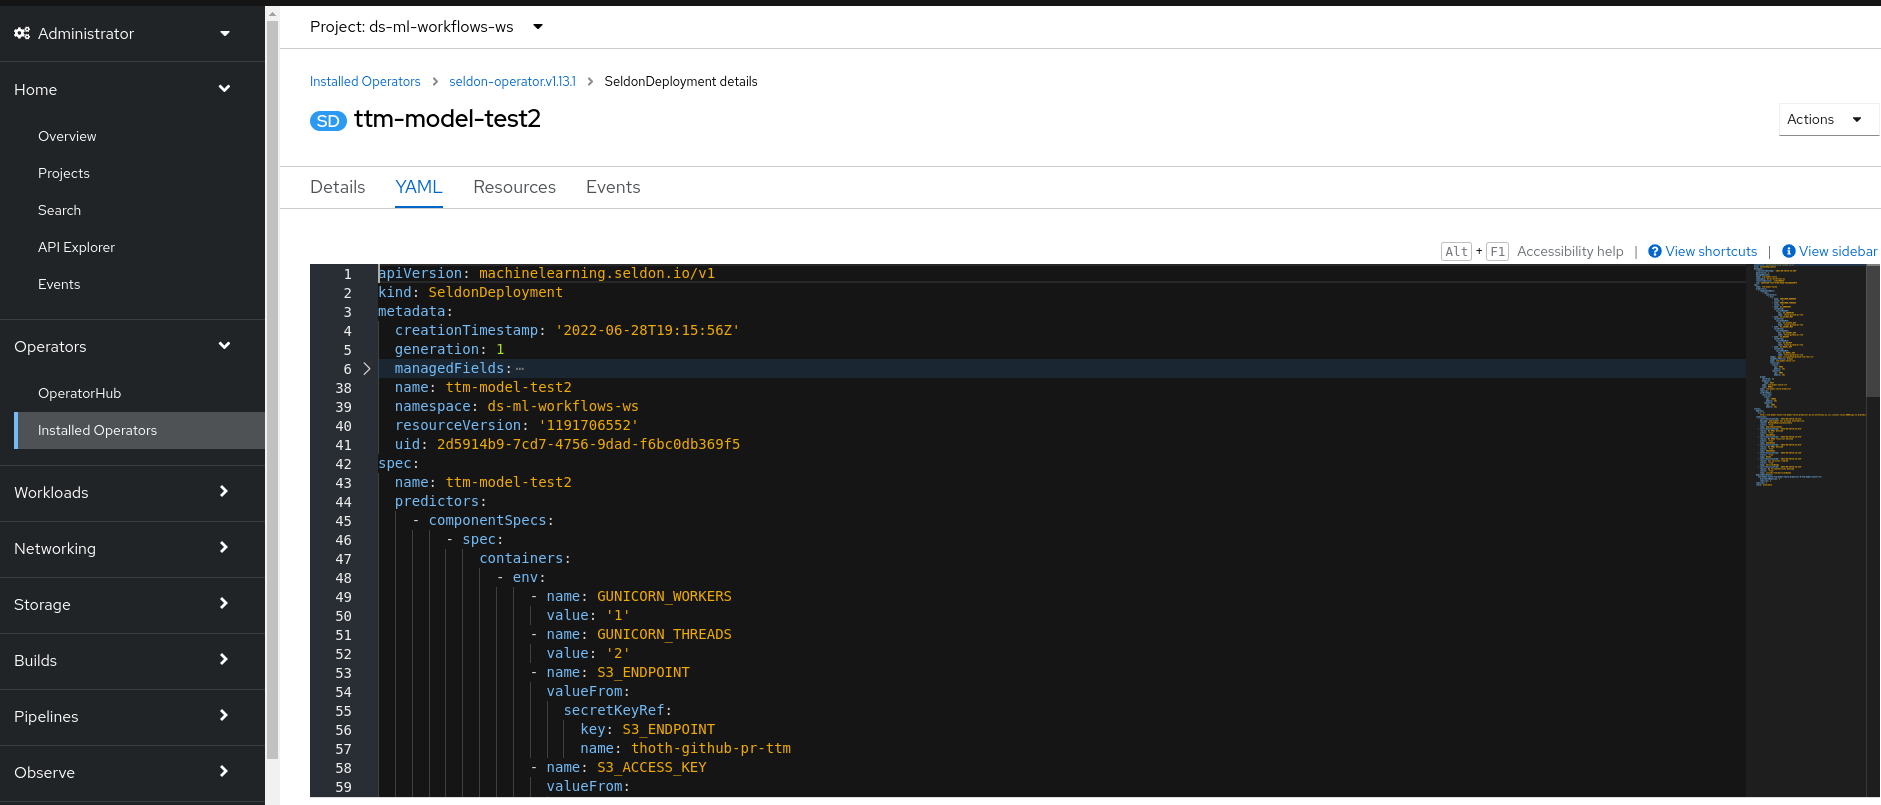 Administrator
Home
Overview
Projects
Search
API Explorer
Events
Operators
OperatorHub
Installed Operators
Workloads
Networking
Storage
Builds
Pipelines
Observe
Project: ds-ml-workflows-ws
Installed Operators > seldon-operator.v1.13.1 > SeldonDeployment details
SD ttm-model-test2
Actions
Details YAML Resources Events
Alt + F1 Accessibility help | View shortcuts | View sidebar
1 apiVersion: machinelearning.seldon.io/v1
2 kind: SeldonDeployment
3 metadata:
4 creationTimestamp: '2022-06-28T19:15:56Z'
5 generation: 1
6 managedFields:⋯
38 name: ttm-model-test2
39 namespace: ds-ml-workflows-ws
40 resourceVersion: '1191706552'
41 uid: 2d5914b9-7cd7-4756-9dad-f6bc0db369f5
42 spec:
43 name: ttm-model-test2
44 predictors:
45 - componentSpecs:
46 - spec:
47 containers:
48 - env:
49 - name: GUNICORN_WORKERS
50 value: '1'
51 - name: GUNICORN_THREADS
52 value: '2'
53 - name: S3_ENDPOINT
54 valueFrom:
55 secretKeyRef:
56 key: S3_ENDPOINT
57 name: thoth-github-pr-ttm
58 - name: S3_ACCESS_KEY
59 valueFrom: